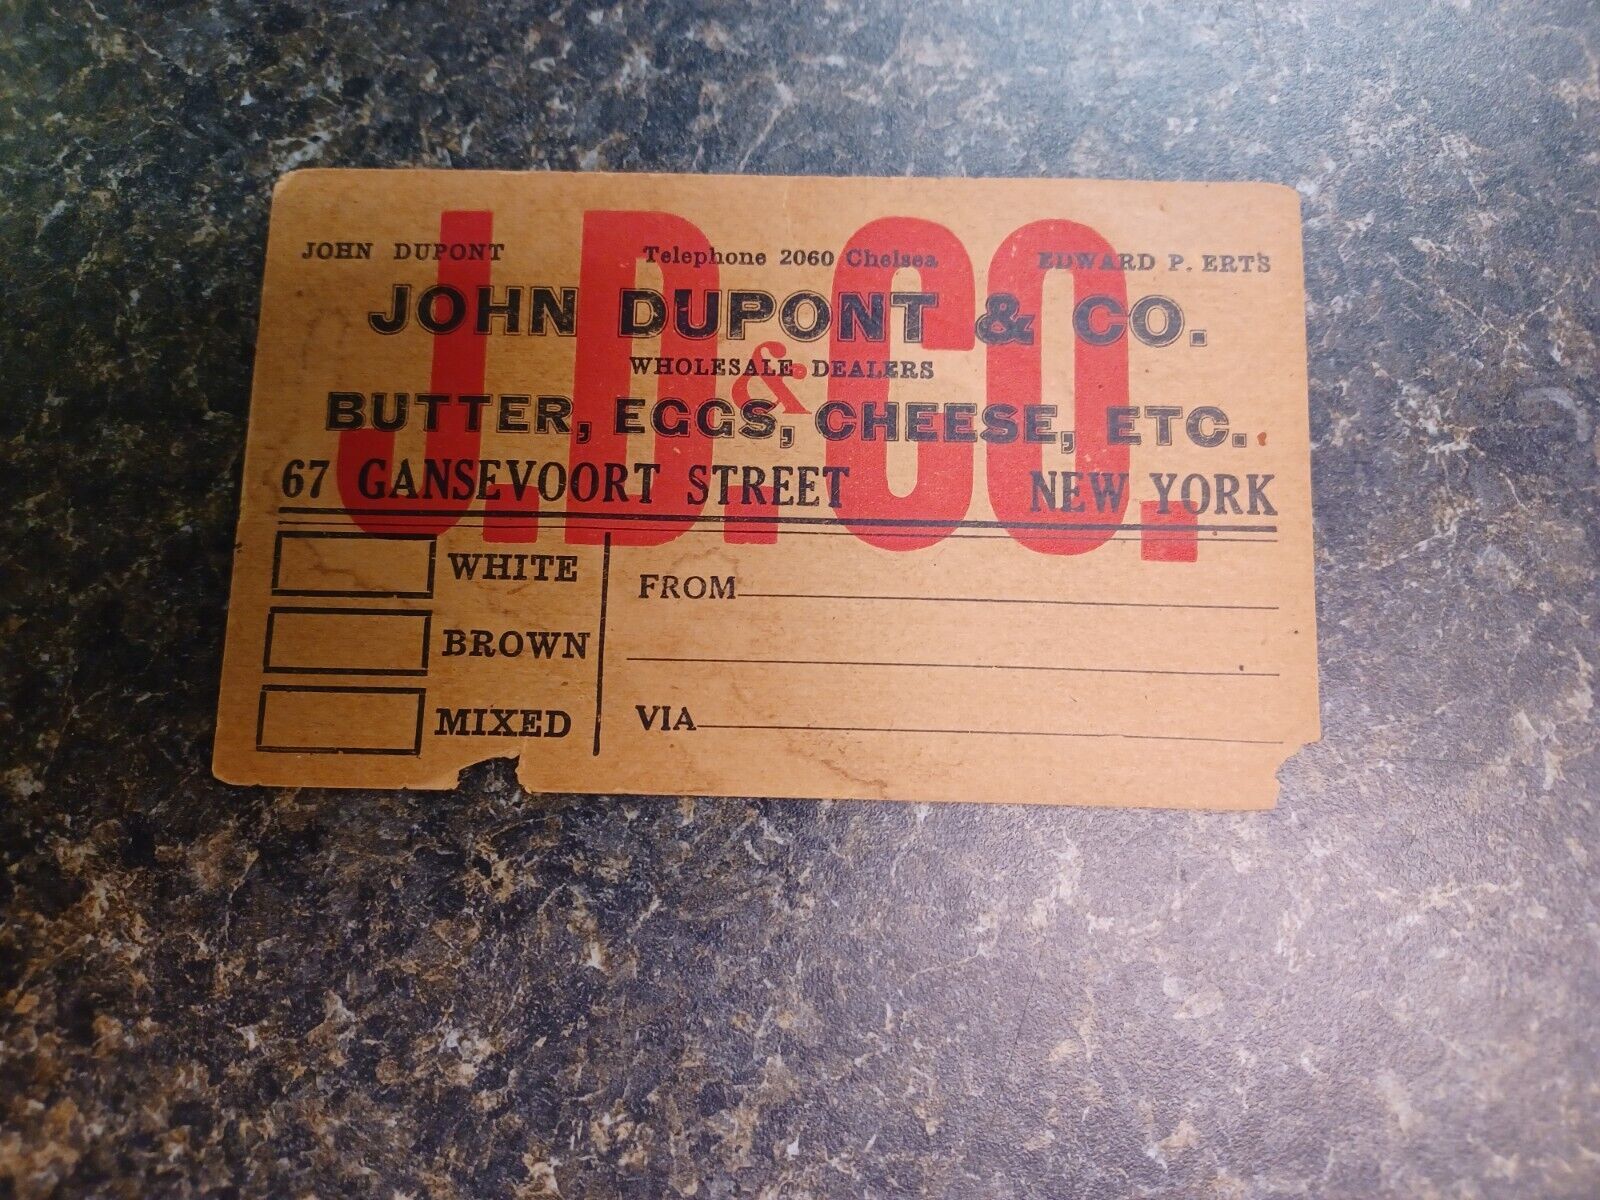 J.D. & CO.
JOHN DUPONT Telephone 2060 Chelsea EDWARD P. ERTS
JOHN DUPONT & CO.
WHOLESALE DEALERS
BUTTER, EGGS, CHEESE, ETC.
67 GANSEVOORT STREET NEW YORK
WHITE
BROWN
MIXED
FROM
VIA